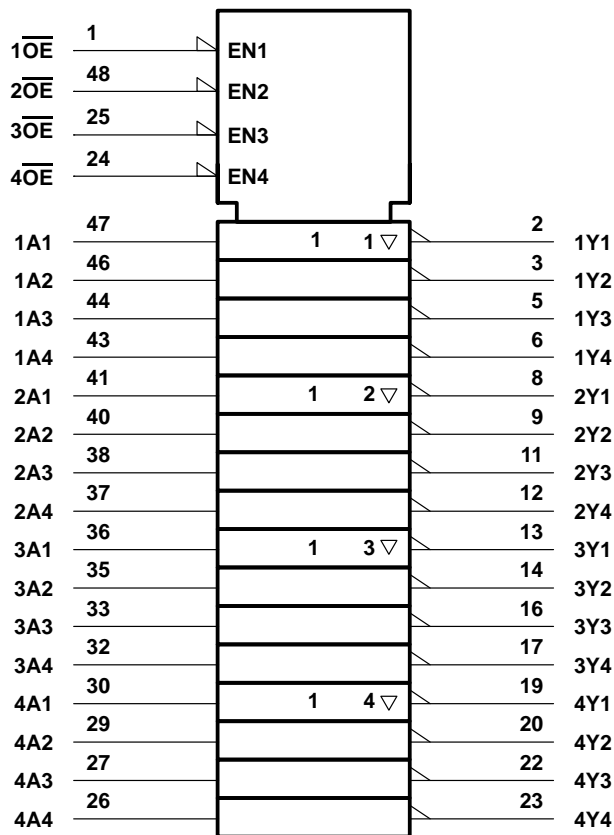 1O̅E̅ 1 EN1
2O̅E̅ 48 EN2
3O̅E̅ 25 EN3
4O̅E̅ 24 EN4
1A1 47 1 1 ▽ 2 1Y1
1A2 46 3 1Y2
1A3 44 5 1Y3
1A4 43 6 1Y4
2A1 41 1 2 ▽ 8 2Y1
2A2 40 9 2Y2
2A3 38 11 2Y3
2A4 37 12 2Y4
3A1 36 1 3 ▽ 13 3Y1
3A2 35 14 3Y2
3A3 33 16 3Y3
3A4 32 17 3Y4
4A1 30 1 4 ▽ 19 4Y1
4A2 29 20 4Y2
4A3 27 22 4Y3
4A4 26 23 4Y4